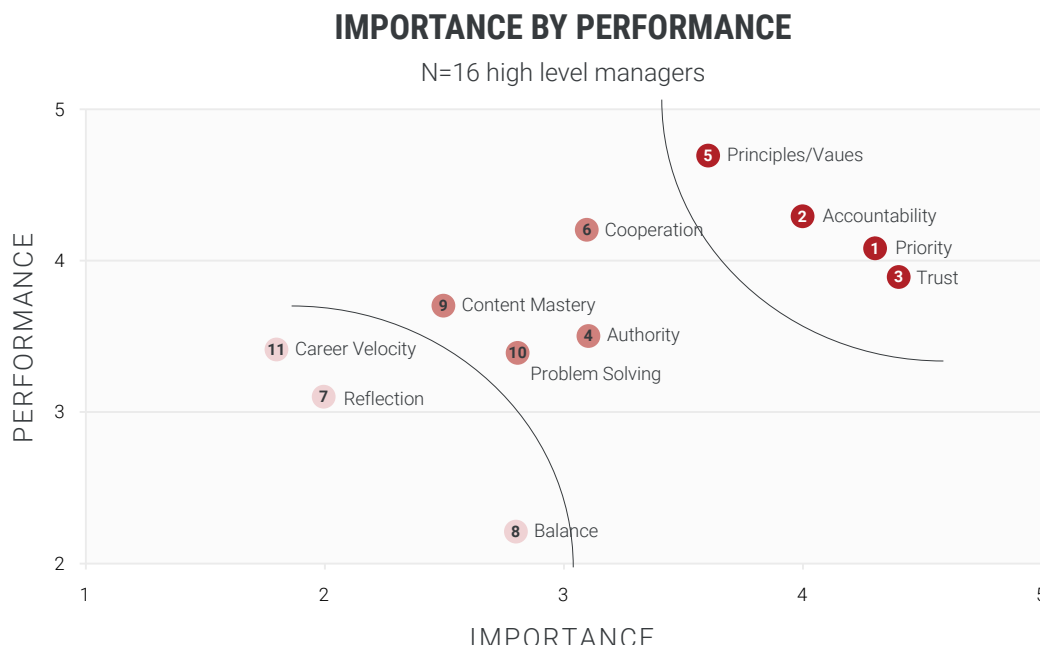 IMPORTANCE BY PERFORMANCE
N=16 high level managers
PERFORMANCE
5
4
3
2
5 Principles/Vaues
2 Accountability
6 Cooperation
1 Priority
3 Trust
9 Content Mastery
4 Authority
11 Career Velocity
10 Problem Solving
7 Reflection
8 Balance
1 2 3 4 5
IMPORTANCE